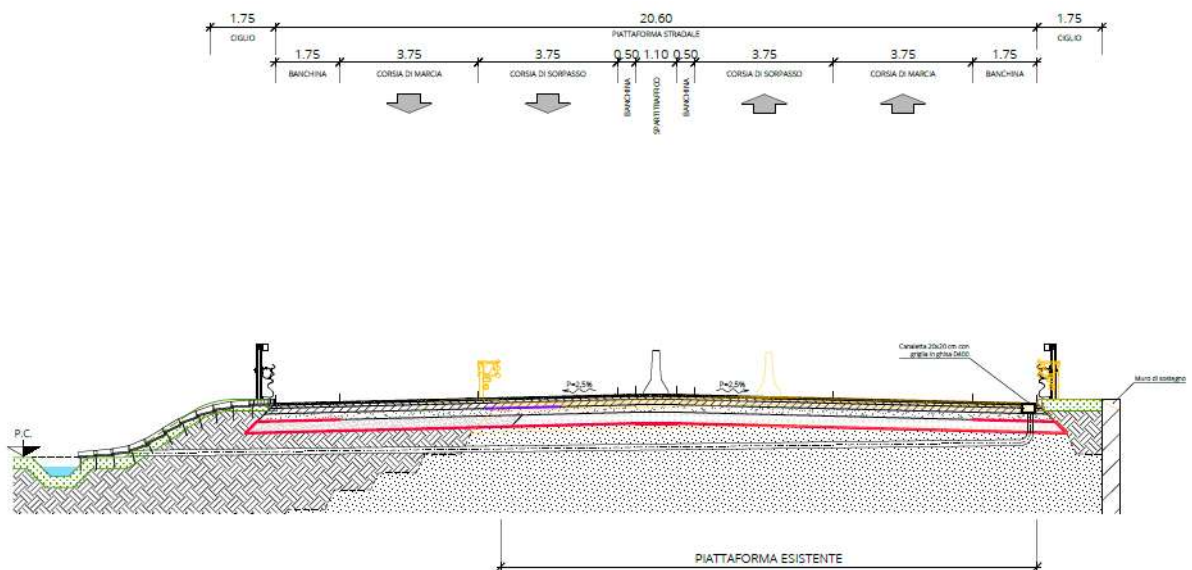 1.75 20.60 1.75
CIGLIO PIATTAFORMA STRADALE CIGLIO
1.75 3.75 3.75 0.50 1.10 0.50 3.75 3.75 1.75
BANCHINA CORSIA DI MARCIA CORSIA DI SORPASSO BANCHINA SPARTITRAFFICO BANCHINA CORSIA DI SORPASSO CORSIA DI MARCIA BANCHINA
Canaletta 20x20 cm con
griglia in ghisa D400
Muro di sostegno
P=2,5% P=2,5%
P.C.
PIATTAFORMA ESISTENTE